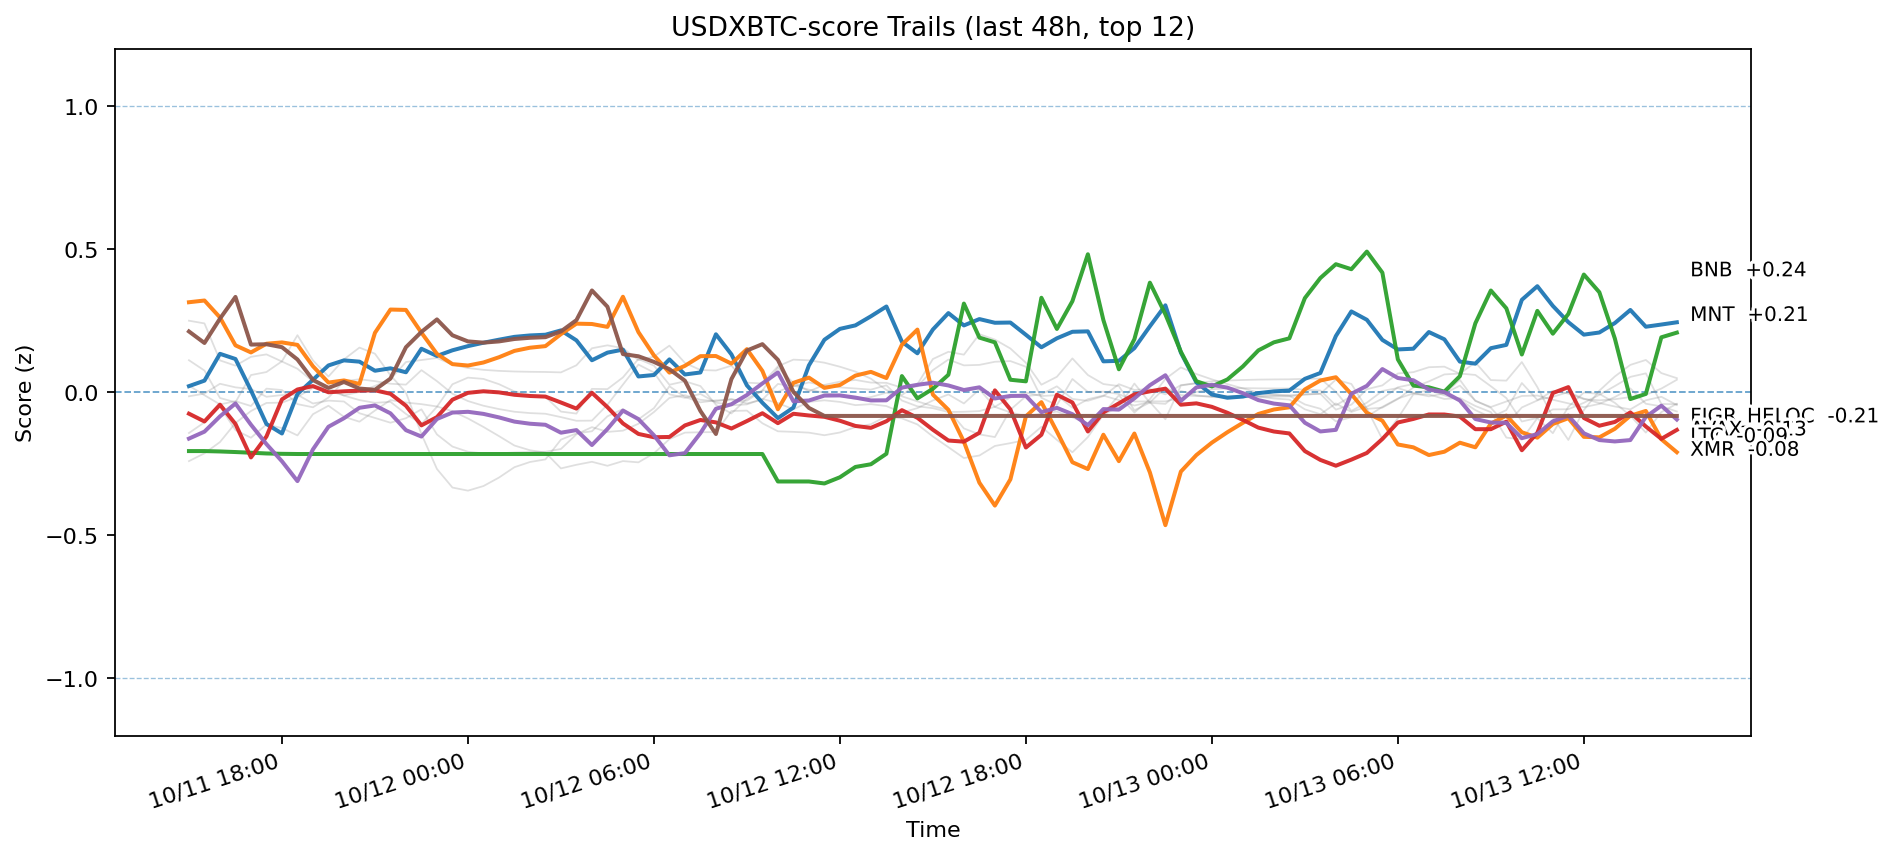 USDXBTC-score Trails (last 48h, top 12)
Score (z)
1.0
0.5
0.0
−0.5
−1.0
BNB +0.24
MNT +0.21
FIGR_HELOC -0.21
LTC -0.09
XMR -0.08
10/11 18:00
10/12 00:00
10/12 06:00
10/12 12:00
10/12 18:00
10/13 00:00
10/13 06:00
10/13 12:00
Time